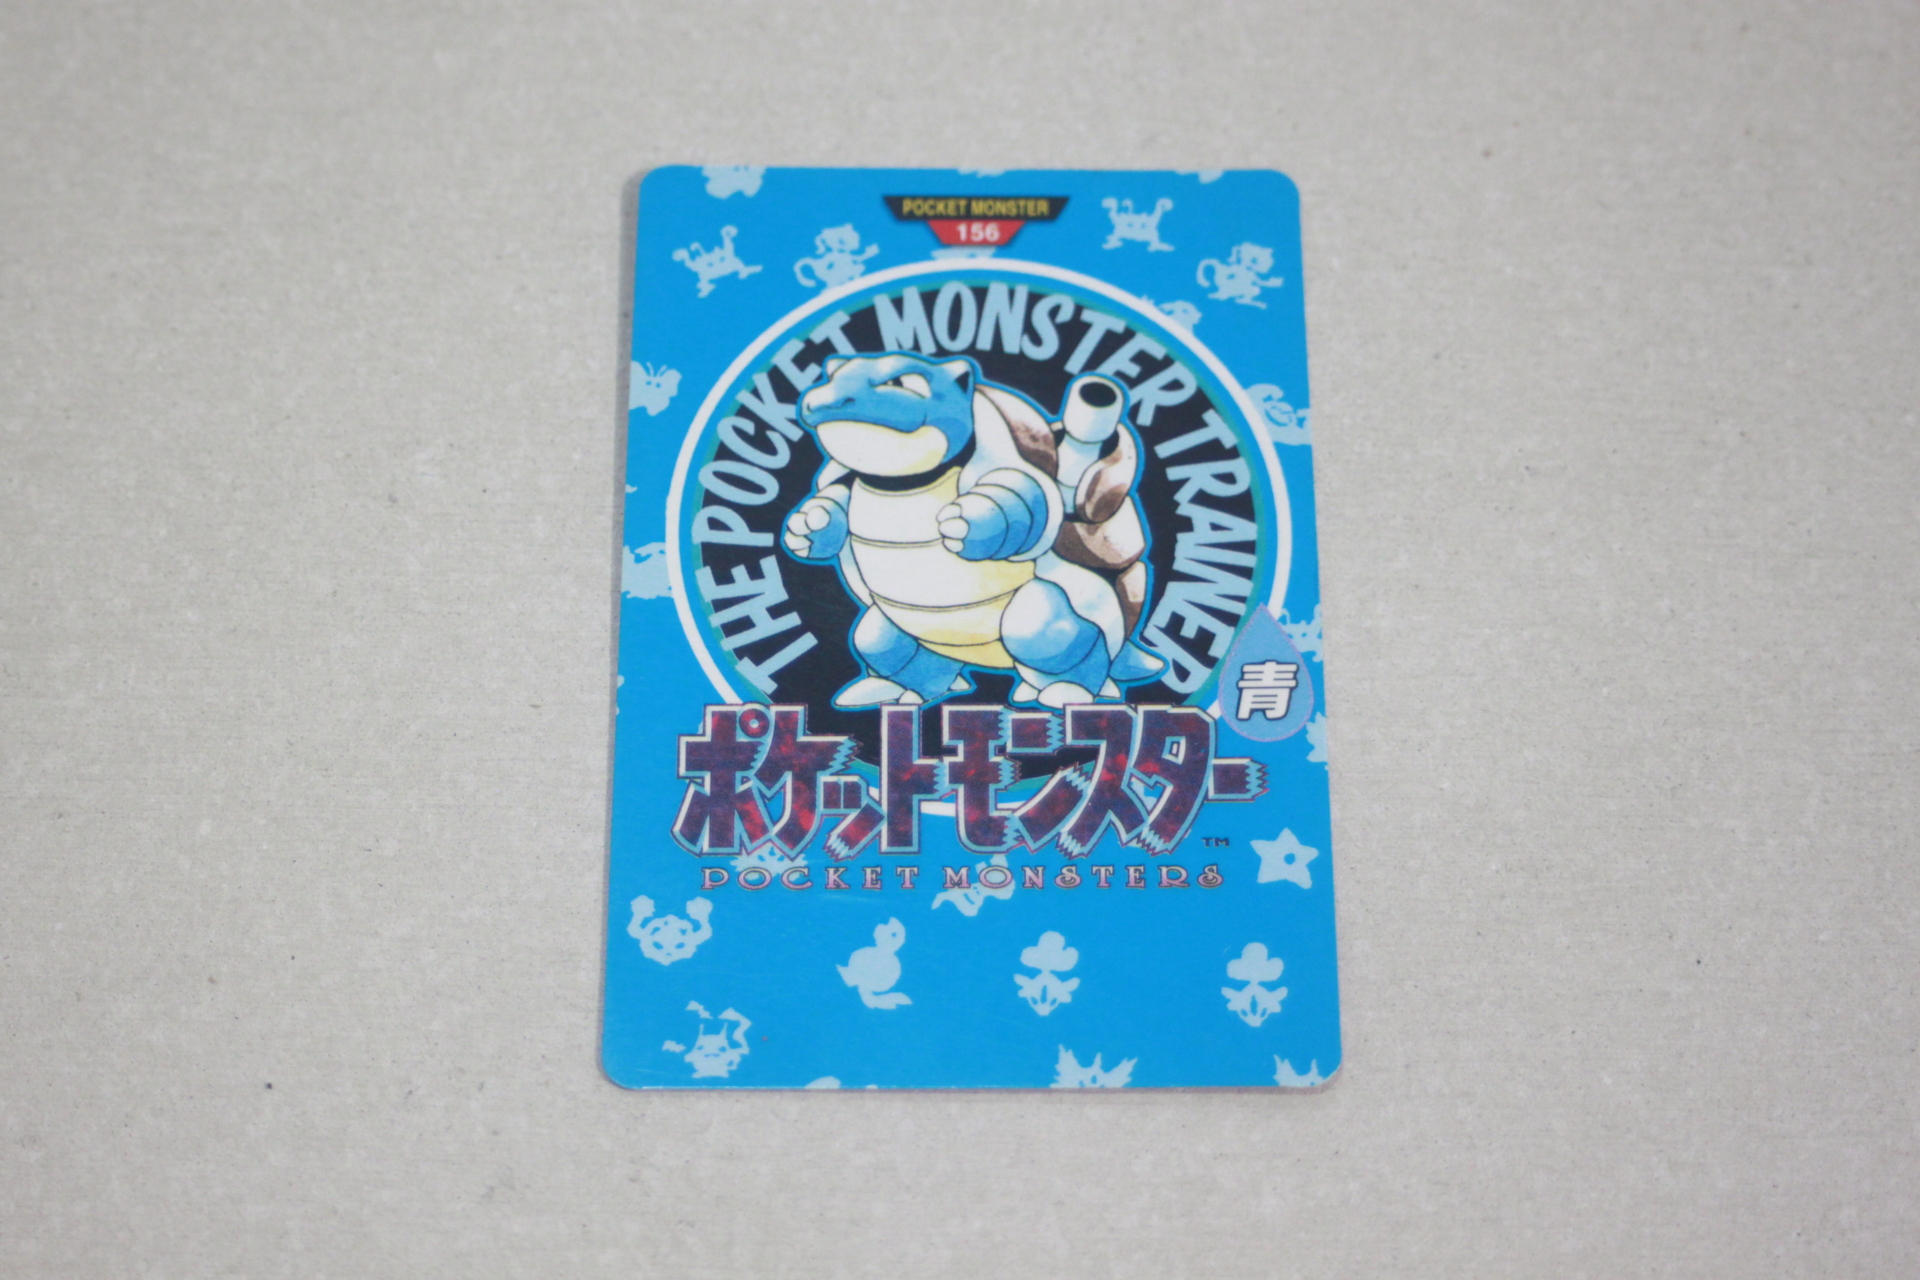 POCKET MONSTER
156
THE POCKET MONSTER TRAINER
青
ポケットモンスター
TM
POCKET MONSTERS